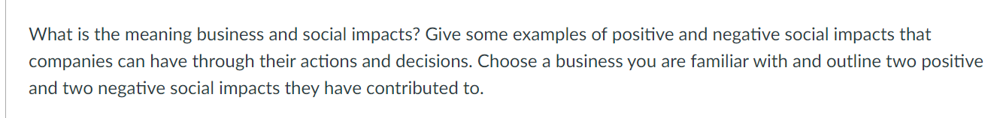 What is the meaning business and social impacts? Give some examples of positive and negative social impacts that
companies can have through their actions and decisions. Choose a business you are familiar with and outline two positive
and two negative social impacts they have contributed to.